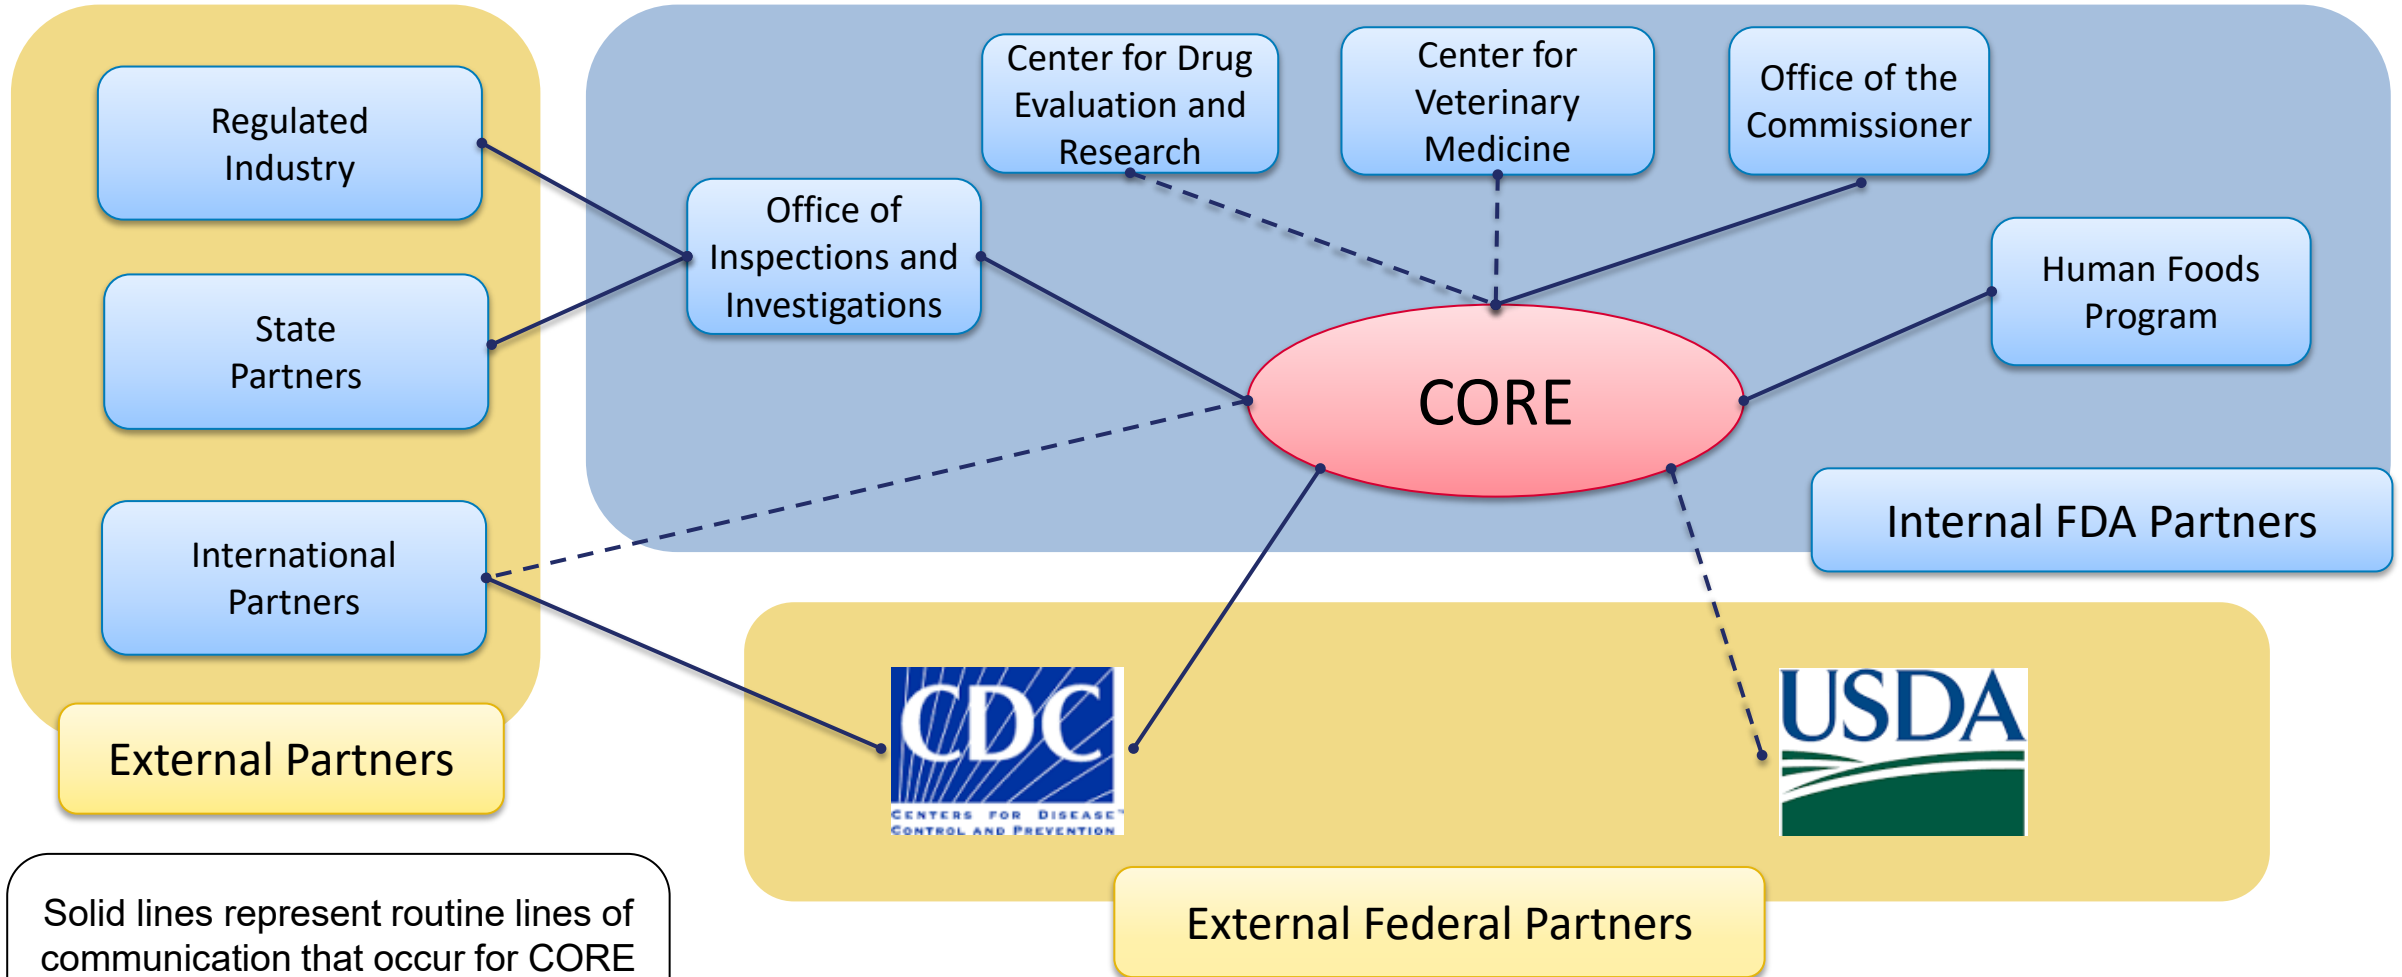 Regulated
Industry
State
Partners
International
Partners
External Partners
Office of
Inspections and
Investigations
Center for Drug
Evaluation and
Research
Center for
Veterinary
Medicine
Office of the
Commissioner
Human Foods
Program
CORE
Internal FDA Partners
CDC
CENTERS FOR DISEASE™
CONTROL AND PREVENTION
USDA
External Federal Partners
Solid lines represent routine lines of
communication that occur for CORE